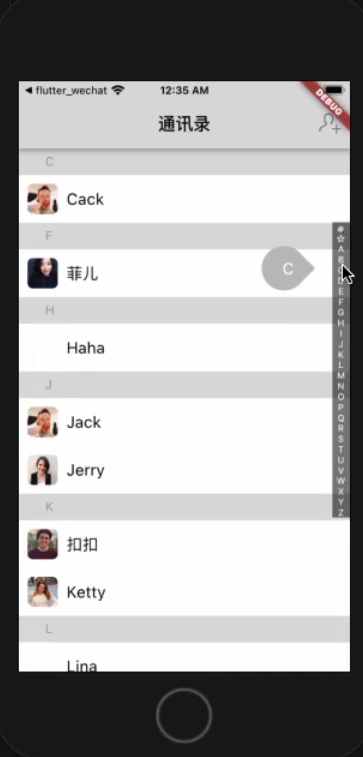 ◀ flutter_wechat 12:35 AM
DEBUG
通讯录
C
Cack
F
菲儿
C
H
Haha
J
Jack
Jerry
K
扣扣
Ketty
L
Lina
A
B
C
D
E
F
G
H
I
J
K
L
M
N
O
P
Q
R
S
T
U
V
W
X
Y
Z